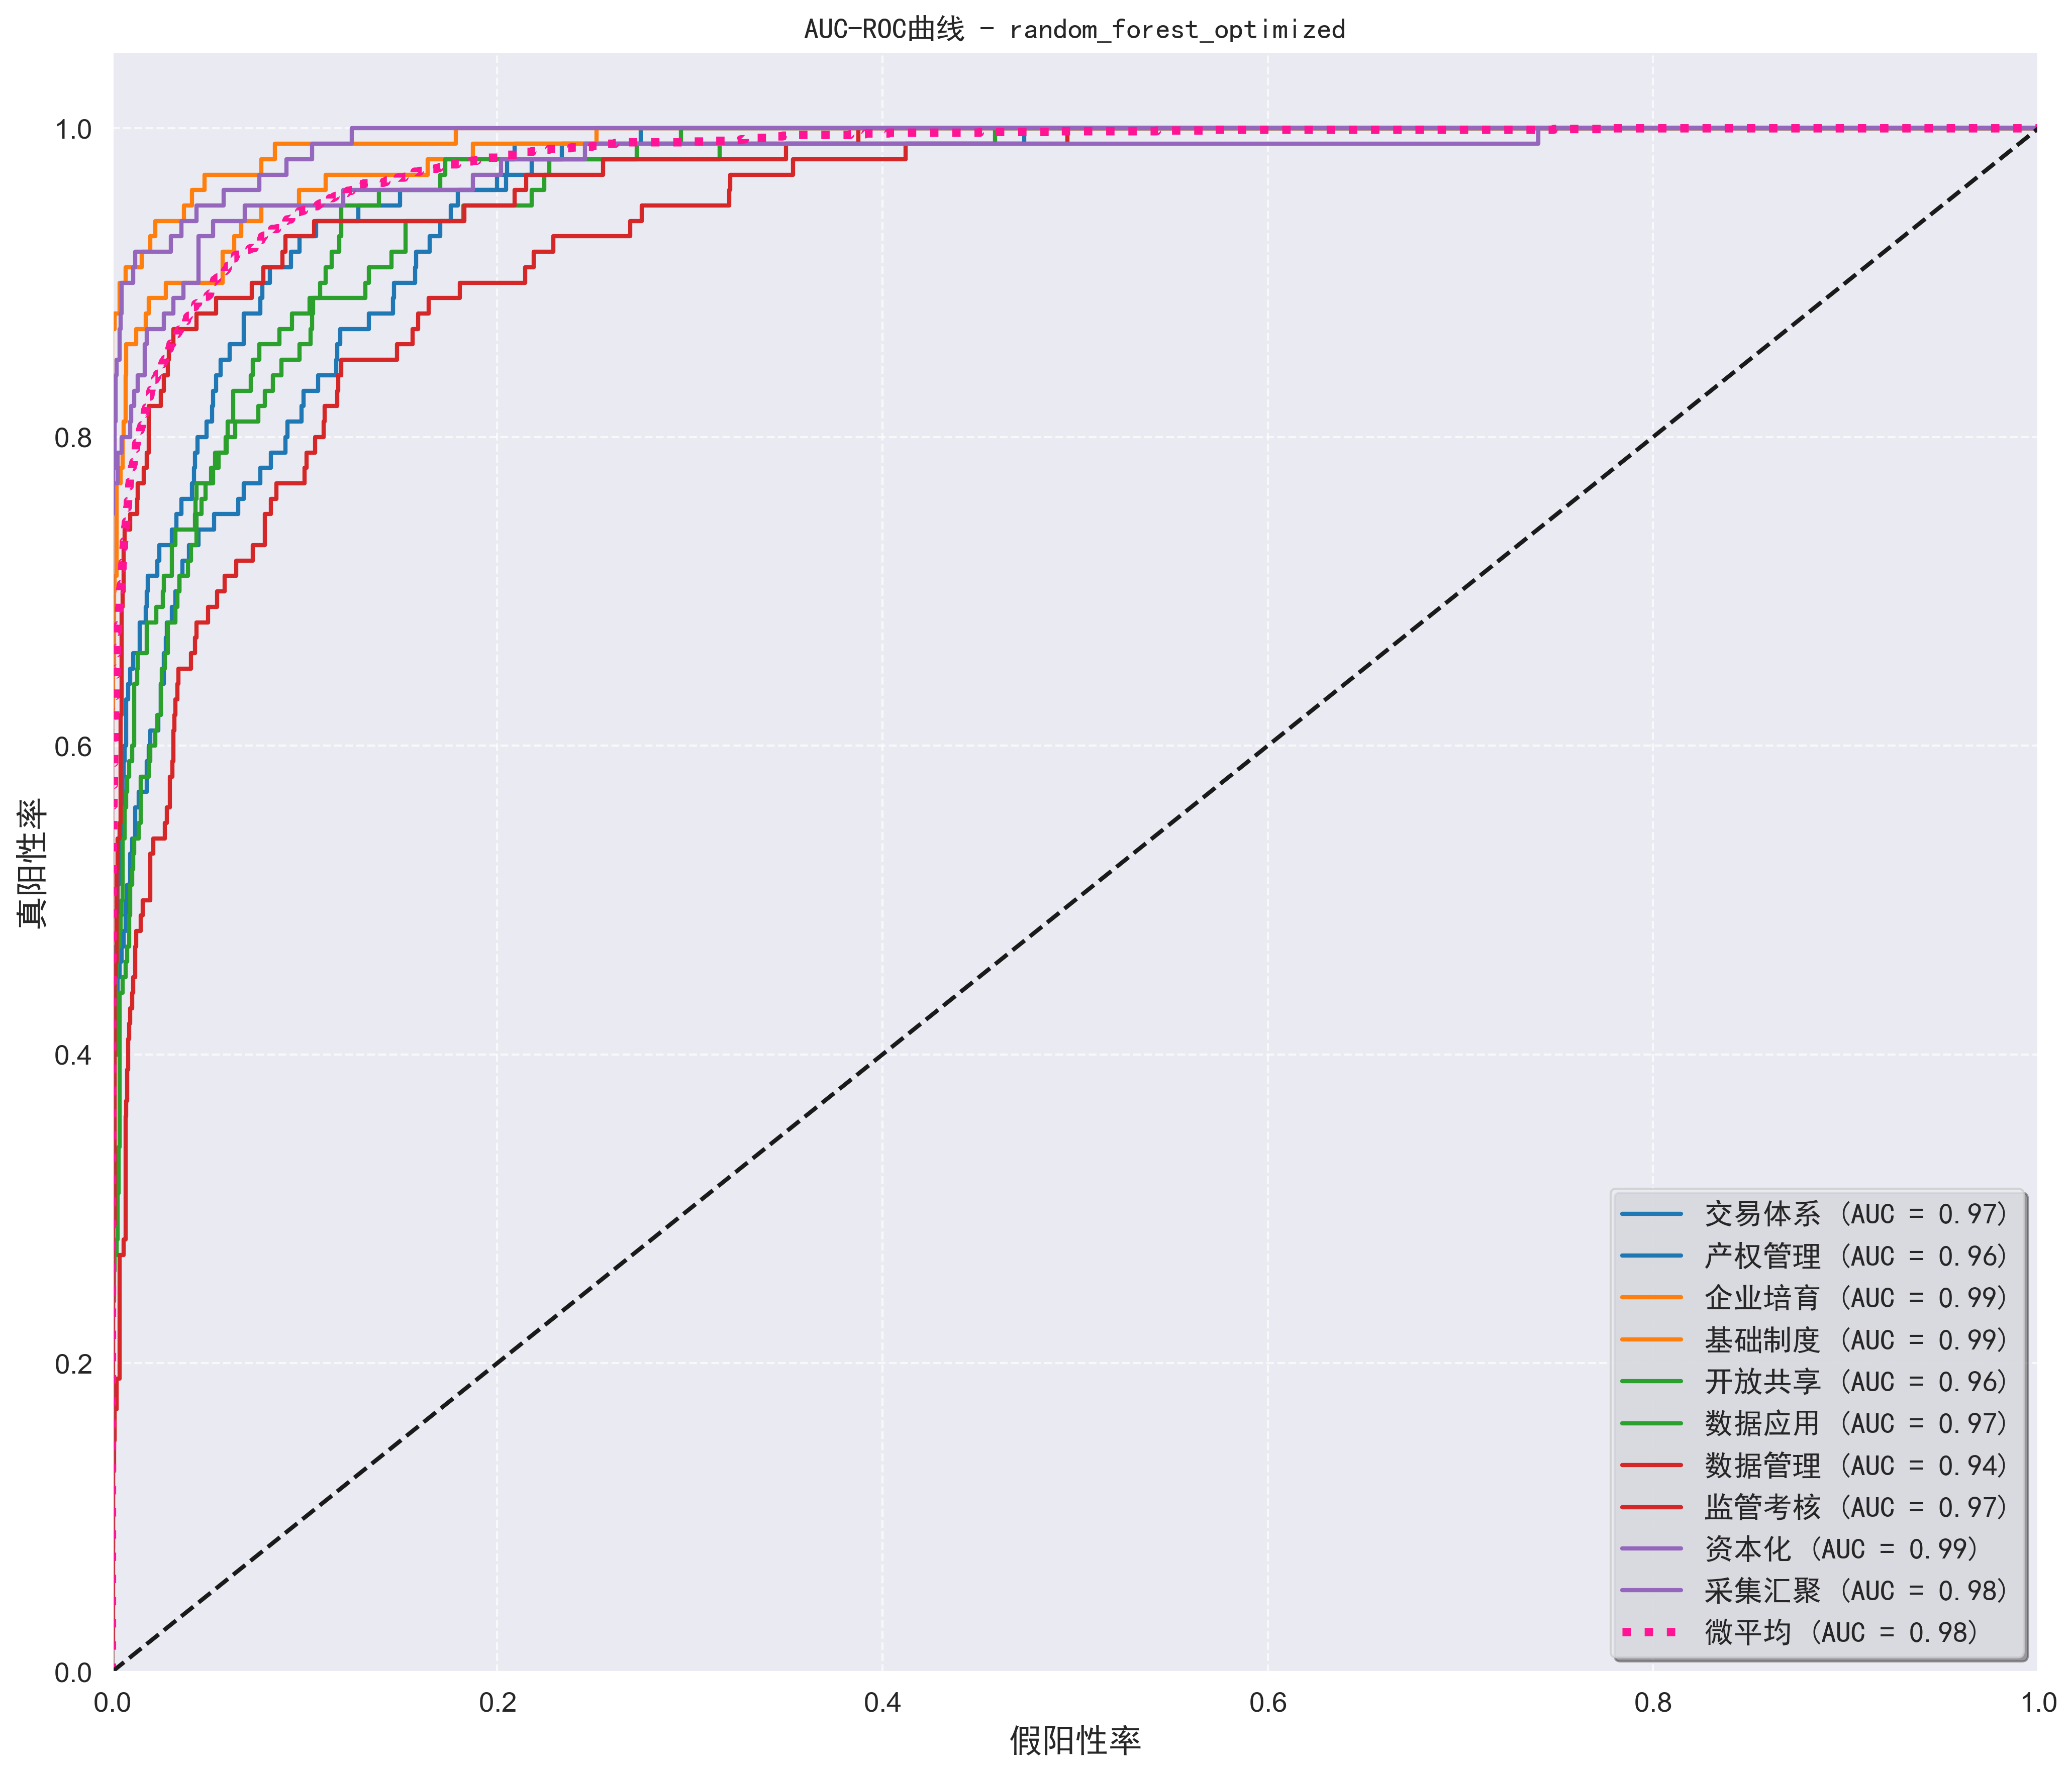 AUC-ROC曲线 - random_forest_optimized
1.0
0.8
0.6
0.4
0.2
0.0
真阳性率
0.0 0.2 0.4 0.6 0.8 1.0
假阳性率
交易体系 (AUC = 0.97)
产权管理 (AUC = 0.96)
企业培育 (AUC = 0.99)
基础制度 (AUC = 0.99)
开放共享 (AUC = 0.96)
数据应用 (AUC = 0.97)
数据管理 (AUC = 0.94)
监管考核 (AUC = 0.97)
资本化 (AUC = 0.99)
采集汇聚 (AUC = 0.98)
微平均 (AUC = 0.98)